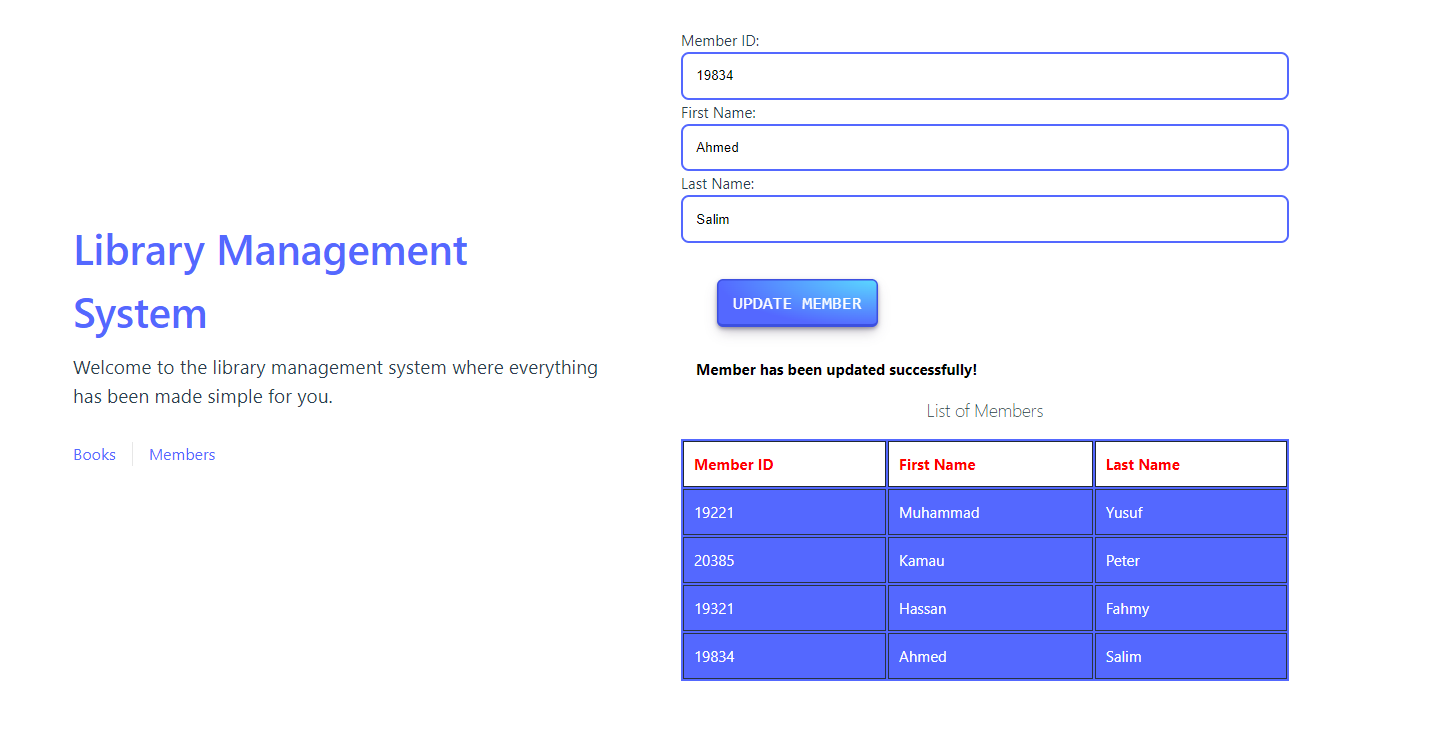 Library Management
System
Welcome to the library management system where everything
has been made simple for you.
Books
Members
Member ID:
19834
First Name:
Ahmed
Last Name:
Salim
UPDATE MEMBER
Member has been updated successfully!
List of Members
Member ID First Name Last Name
19221 Muhammad Yusuf
20385 Kamau Peter
19321 Hassan Fahmy
19834 Ahmed Salim